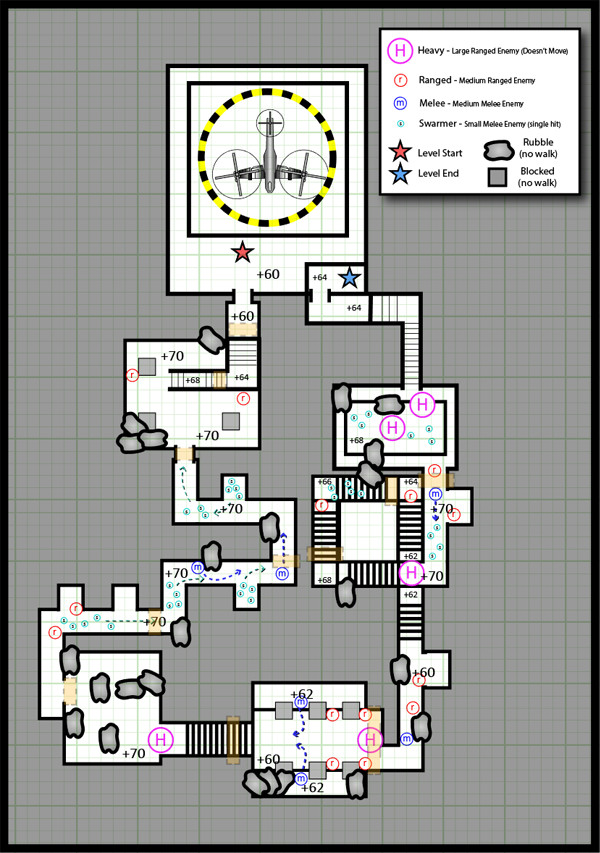 H Heavy - Large Ranged Enemy (Doesn't Move)
r Ranged - Medium Ranged Enemy
m Melee - Medium Melee Enemy
s Swarmer - Small Melee Enemy (single hit)
Level Start
Rubble
(no walk)
Level End
Blocked
(no walk)
+60
+64
+64
+60
+70
r
+68
+64
r
+70
H
H
+68
+70
+66
r
+64
r
r
m
+70
r
+62
m
+70
m
+68
H
+70
r
r
+70
+62
+60
r
+62
m
r
r
r
H
+70
H
m
+60
r
r
m
+62